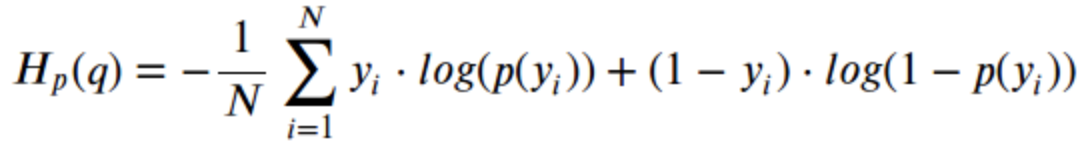 $H_p(q) = -\frac{1}{N} \sum_{i=1}^{N} y_i \cdot log(p(y_i)) + (1 - y_i) \cdot log(1 - p(y_i))$